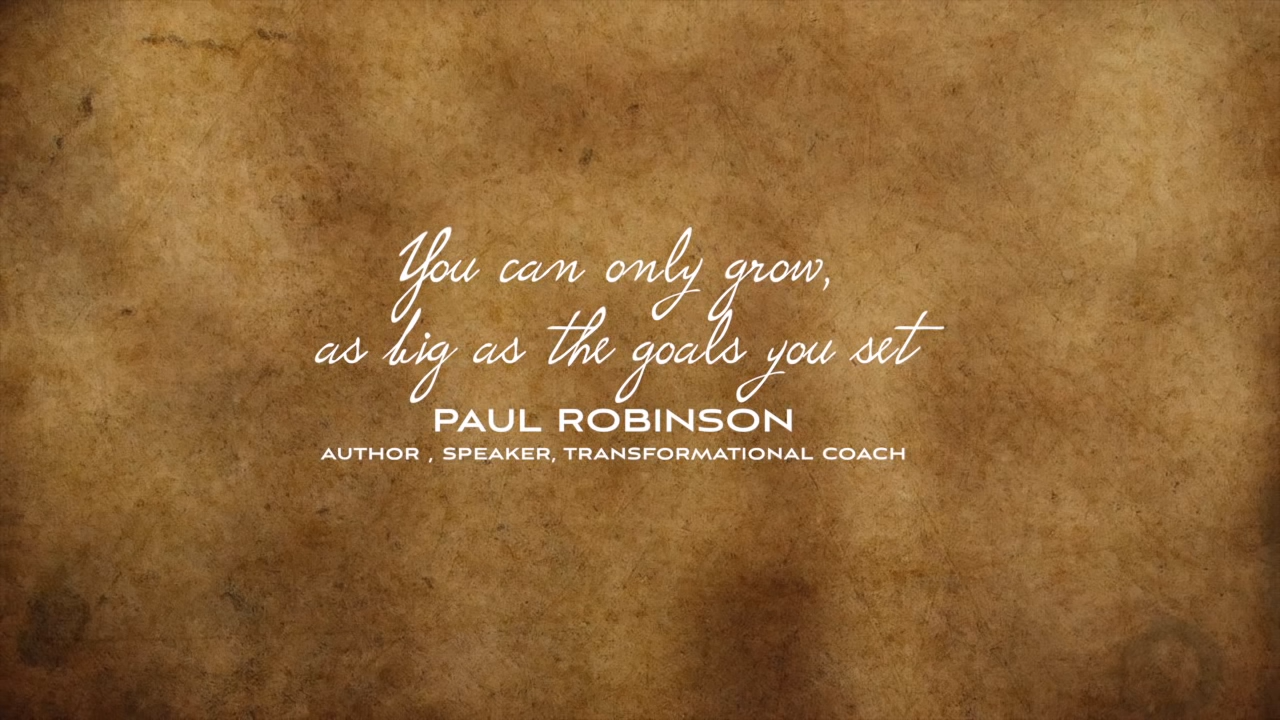 You can only grow,
as big as the goals you set
PAUL ROBINSON
AUTHOR , SPEAKER, TRANSFORMATIONAL COACH